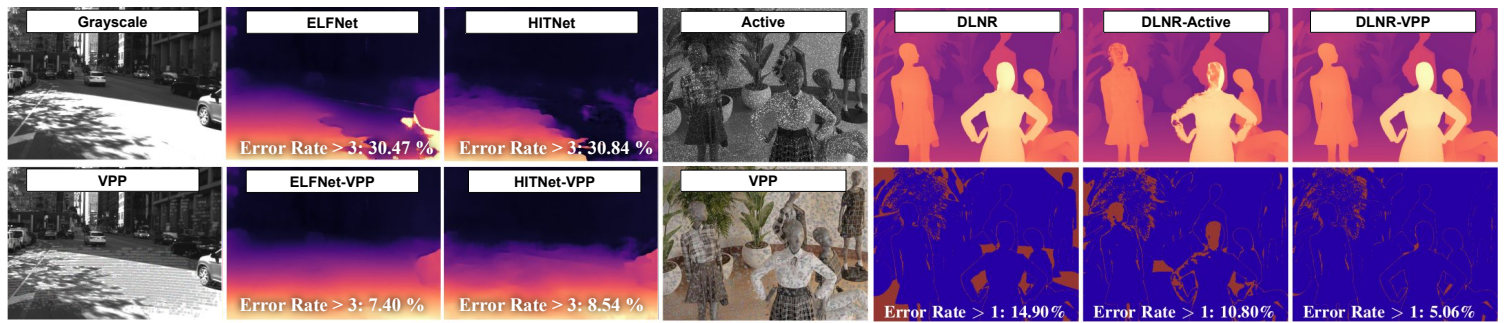 Grayscale
ELFNet
HITNet
Active
DLNR
DLNR-Active
DLNR-VPP
Error Rate > 3: 30.47 %
Error Rate > 3: 30.84 %
VPP
ELFNet-VPP
HITNet-VPP
VPP
Error Rate > 3: 7.40 %
Error Rate > 3: 8.54 %
Error Rate > 1: 14.90%
Error Rate > 1: 10.80%
Error Rate > 1: 5.06%